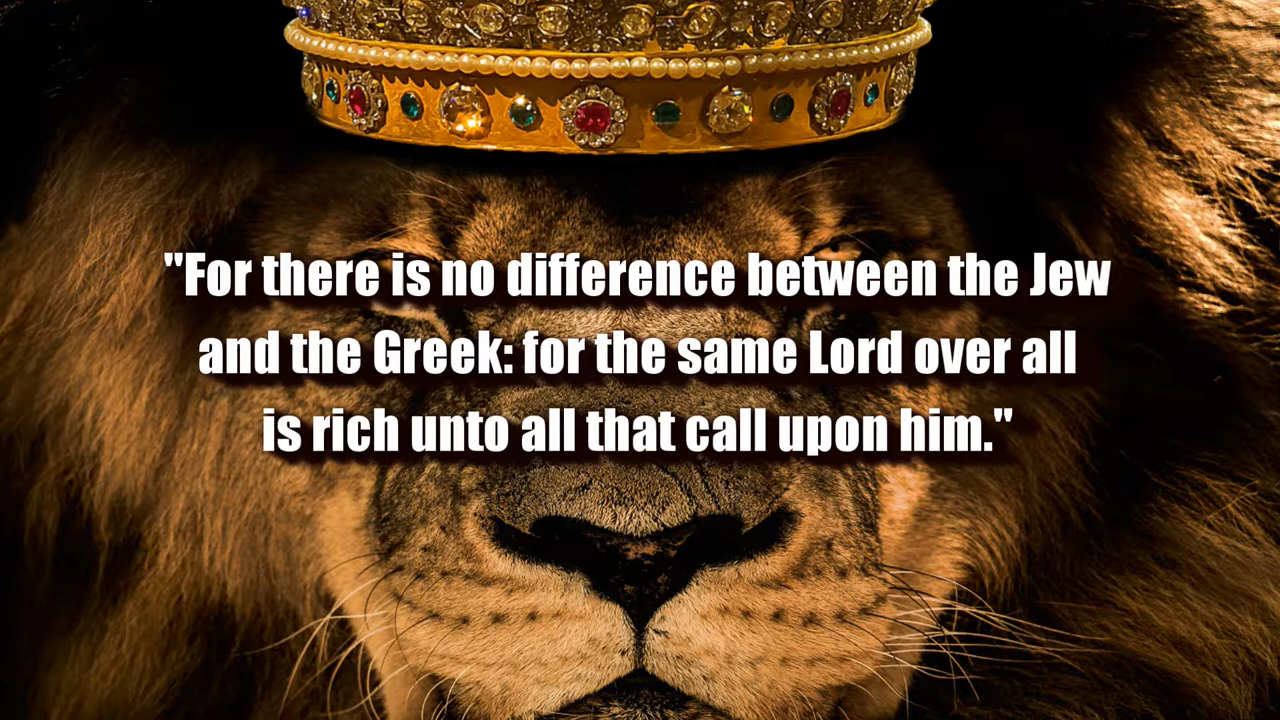 "For there is no difference between the Jew
and the Greek: for the same Lord over all
is rich unto all that call upon him."